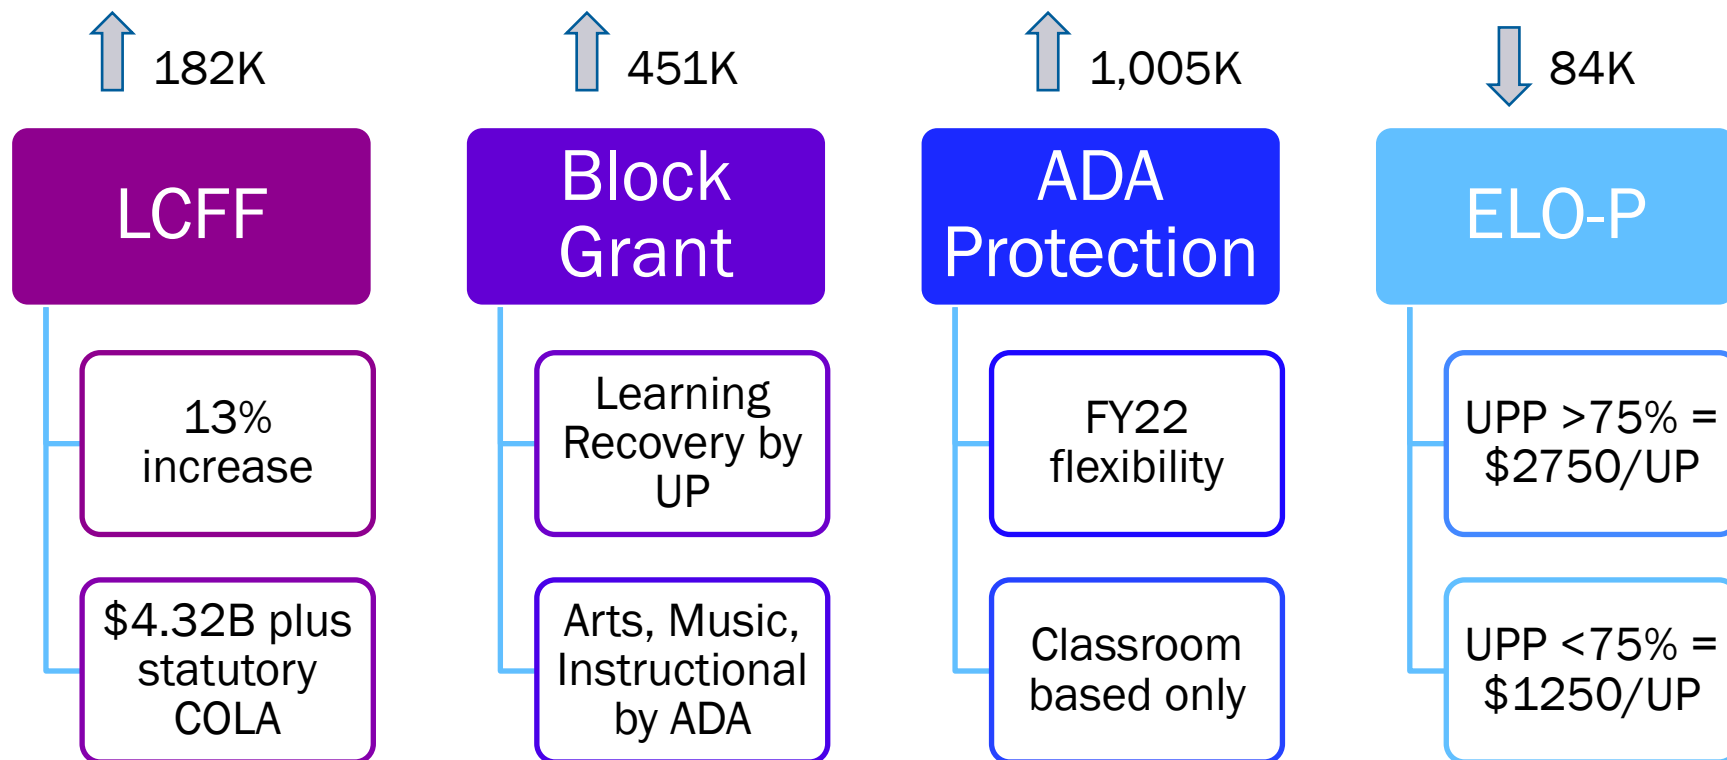 182K
451K
1,005K
84K
LCFF
Block
Grant
ADA
Protection
ELO-P
13%
increase
Learning
Recovery by
UP
FY22
flexibility
UPP >75% =
$2750/UP
$4.32B plus
statutory
COLA
Arts, Music,
Instructional
by ADA
Classroom
based only
UPP <75% =
$1250/UP